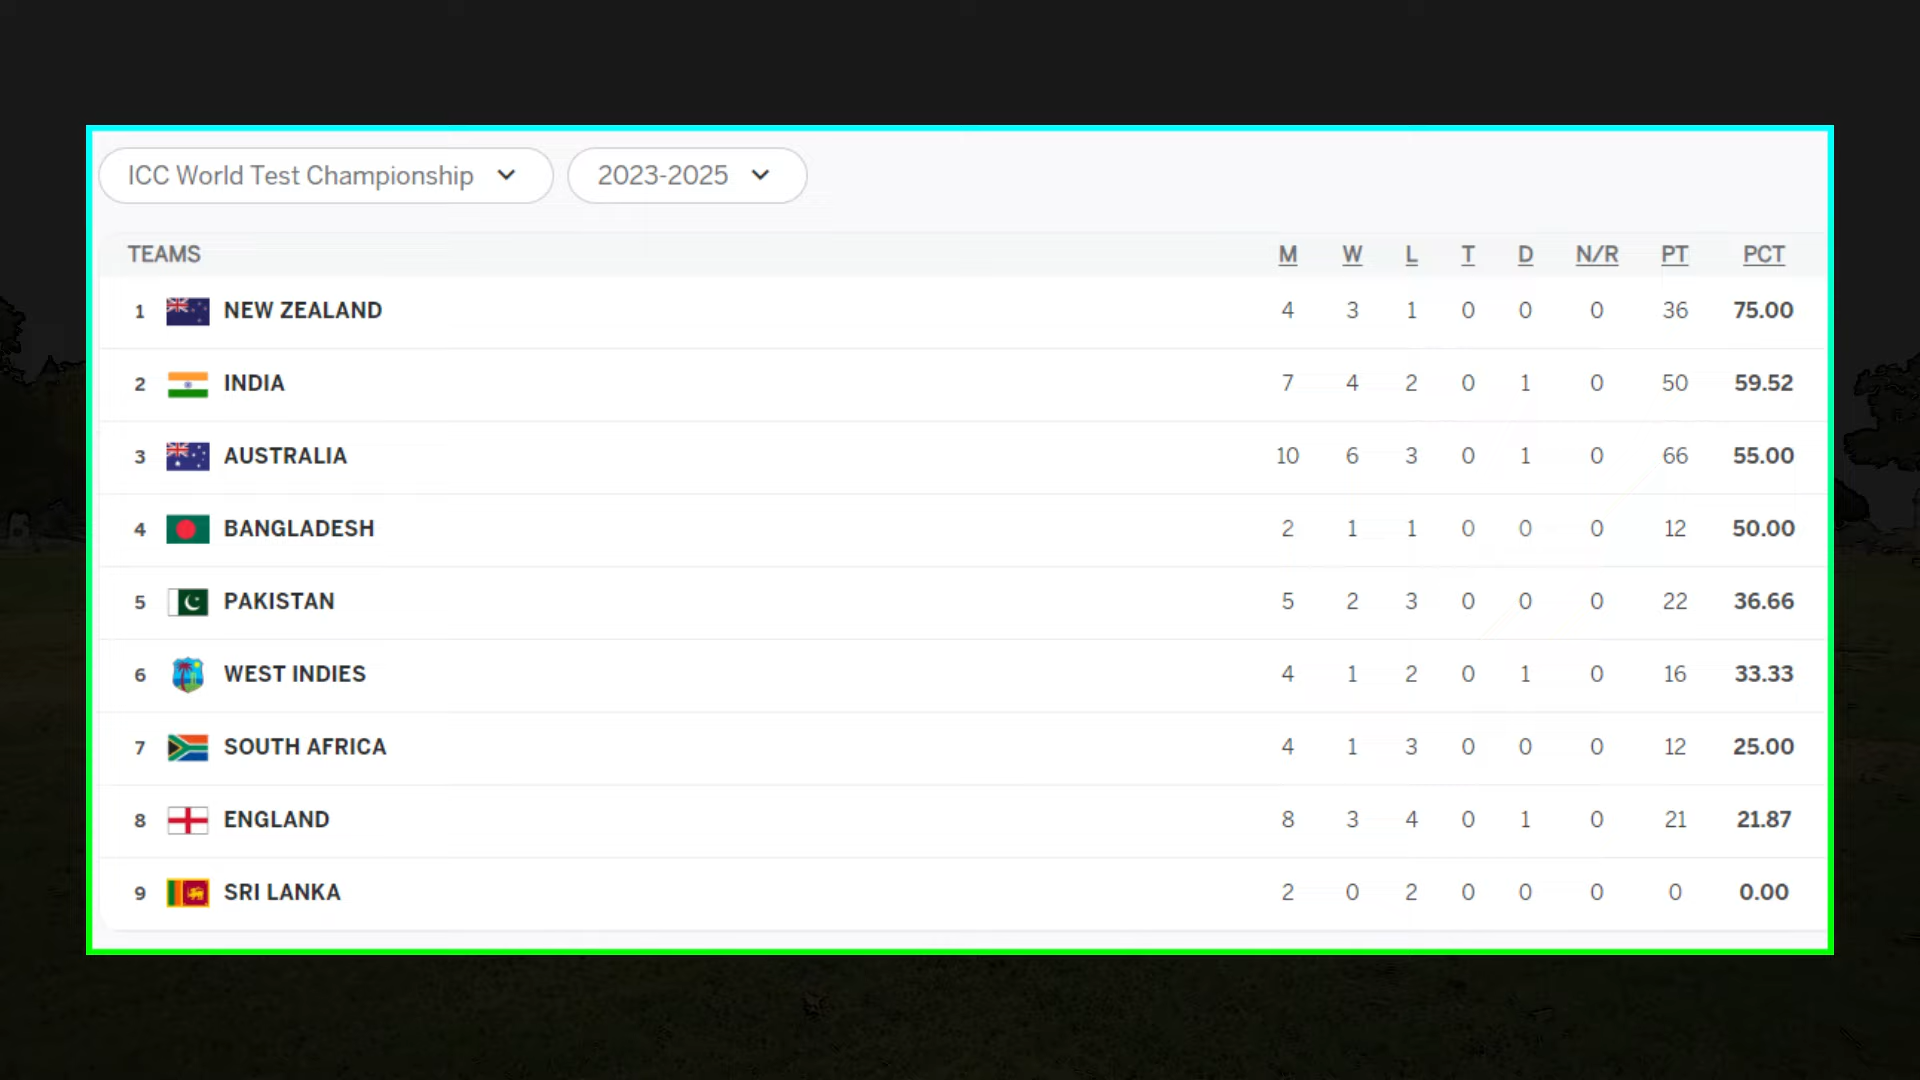 ICC World Test Championship 2023-2025
TEAMS M W L T D N/R PT PCT
1 NEW ZEALAND 4 3 1 0 0 0 36 75.00
2 INDIA 7 4 2 0 1 0 50 59.52
3 AUSTRALIA 10 6 3 0 1 0 66 55.00
4 BANGLADESH 2 1 1 0 0 0 12 50.00
5 PAKISTAN 5 2 3 0 0 0 22 36.66
6 WEST INDIES 4 1 2 0 1 0 16 33.33
7 SOUTH AFRICA 4 1 3 0 0 0 12 25.00
8 ENGLAND 8 3 4 0 1 0 21 21.87
9 SRI LANKA 2 0 2 0 0 0 0 0.00